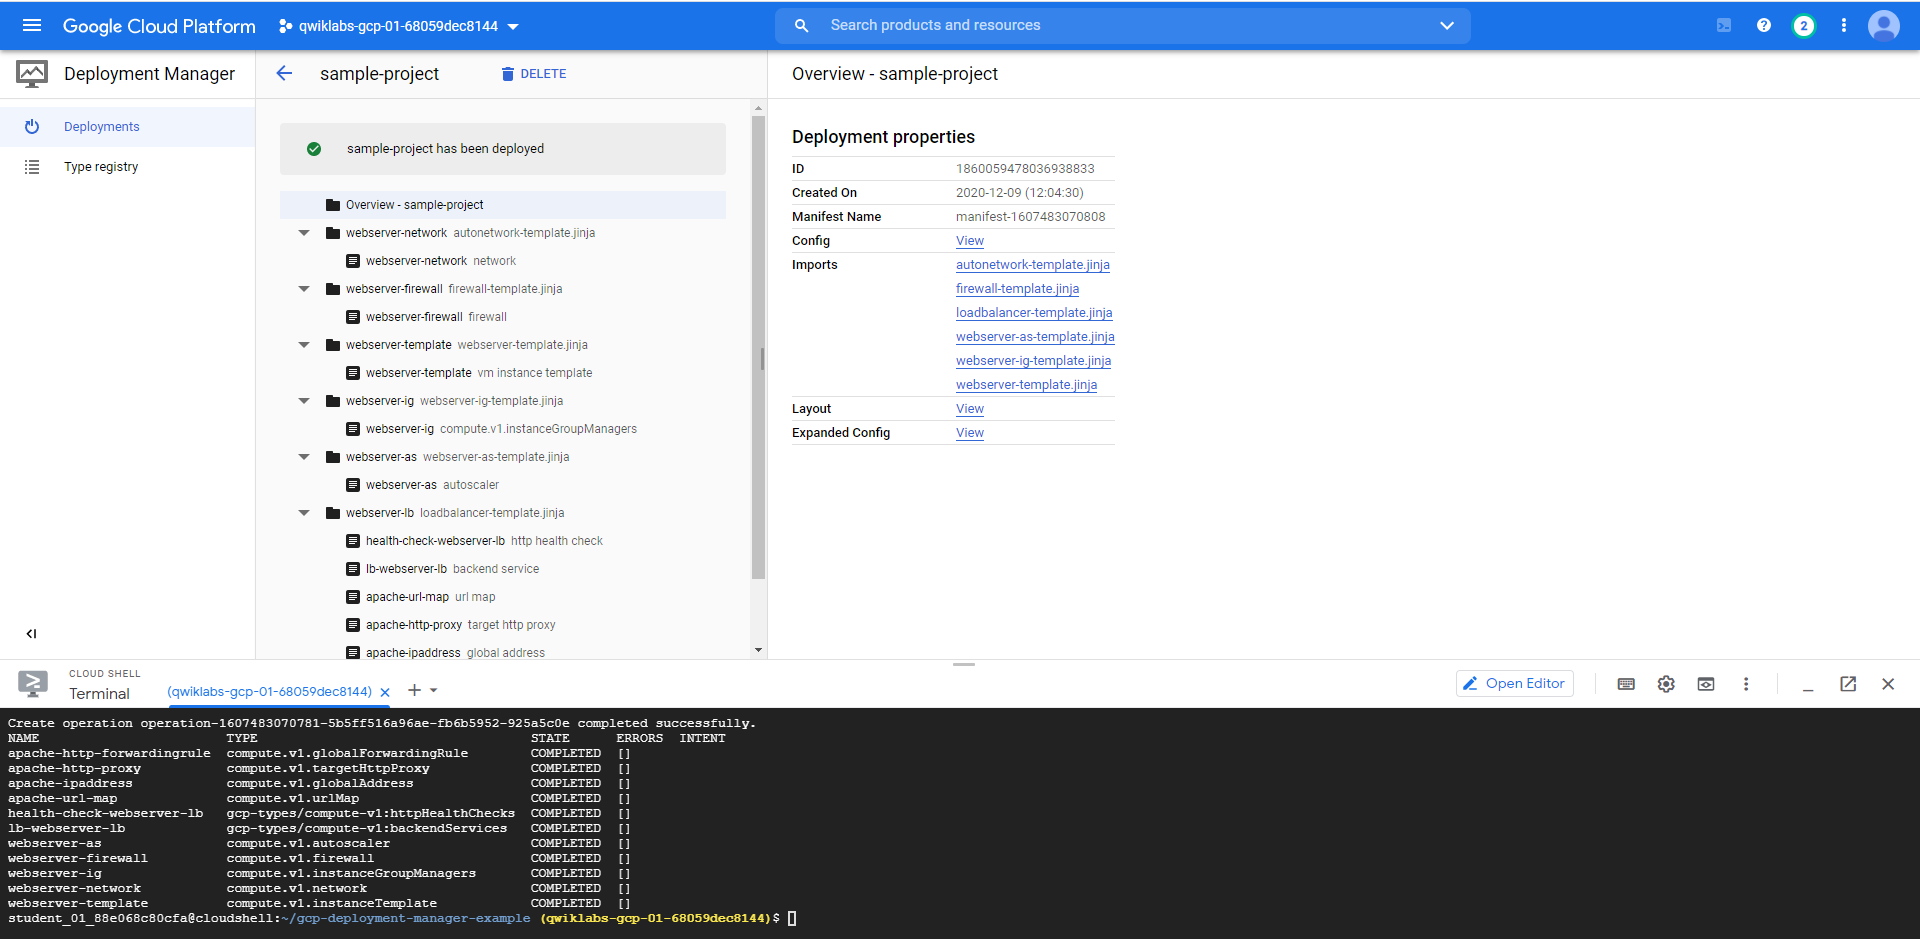 Google Cloud Platform qwiklabs-gcp-01-68059dec8144 Search products and resources 2
Deployment Manager
Deployments
Type registry
sample-project DELETE
sample-project has been deployed
Overview - sample-project
webserver-network autonetwork-template.jinja
webserver-network network
webserver-firewall firewall-template.jinja
webserver-firewall firewall
webserver-template webserver-template.jinja
webserver-template vm instance template
webserver-ig webserver-ig-template.jinja
webserver-ig compute.v1.instanceGroupManagers
webserver-as webserver-as-template.jinja
webserver-as autoscaler
webserver-lb loadbalancer-template.jinja
health-check-webserver-lb http health check
lb-webserver-lb backend service
apache-url-map url map
apache-http-proxy target http proxy
apache-ipaddress global address
Overview - sample-project
Deployment properties
ID 1860059478036938833
Created On 2020-12-09 (12:04:30)
Manifest Name manifest-1607483070808
Config View
Imports autonetwork-template.jinja
firewall-template.jinja
loadbalancer-template.jinja
webserver-as-template.jinja
webserver-ig-template.jinja
webserver-template.jinja
Layout View
Expanded Config View
CLOUD SHELL
Terminal (qwiklabs-gcp-01-68059dec8144) Open Editor
Create operation operation-1607483070781-5b5ff516a96ae-fb6b5952-925a5c0e completed successfully.
NAME TYPE STATE ERRORS INTENT
apache-http-forwardingrule compute.v1.globalForwardingRule COMPLETED []
apache-http-proxy compute.v1.targetHttpProxy COMPLETED []
apache-ipaddress compute.v1.globalAddress COMPLETED []
apache-url-map compute.v1.urlMap COMPLETED []
health-check-webserver-lb gcp-types/compute-v1:httpHealthChecks COMPLETED []
lb-webserver-lb gcp-types/compute-v1:backendServices COMPLETED []
webserver-as compute.v1.autoscaler COMPLETED []
webserver-firewall compute.v1.firewall COMPLETED []
webserver-ig compute.v1.instanceGroupManagers COMPLETED []
webserver-network compute.v1.network COMPLETED []
webserver-template compute.v1.instanceTemplate COMPLETED []
student_01_88e068c80cfa@cloudshell:~/gcp-deployment-manager-example (qwiklabs-gcp-01-68059dec8144)$